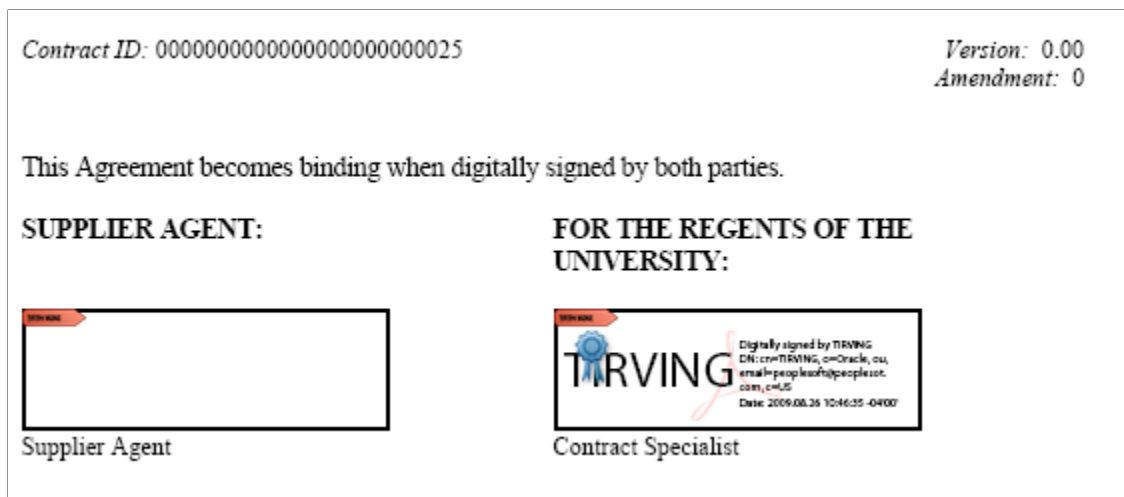 Contract ID: 0000000000000000000000025
Version: 0.00
Amendment: 0
This Agreement becomes binding when digitally signed by both parties.
SUPPLIER AGENT:
FOR THE REGENTS OF THE
UNIVERSITY:
TIRVING
Digitally signed by TIRVING
DN: cn=TIRVING, o=Oracle, ou,
email=peoplesoft@peoplesot.
com, c=US
Date: 2009.08.26 10:46:35 -04'00'
Supplier Agent
Contract Specialist